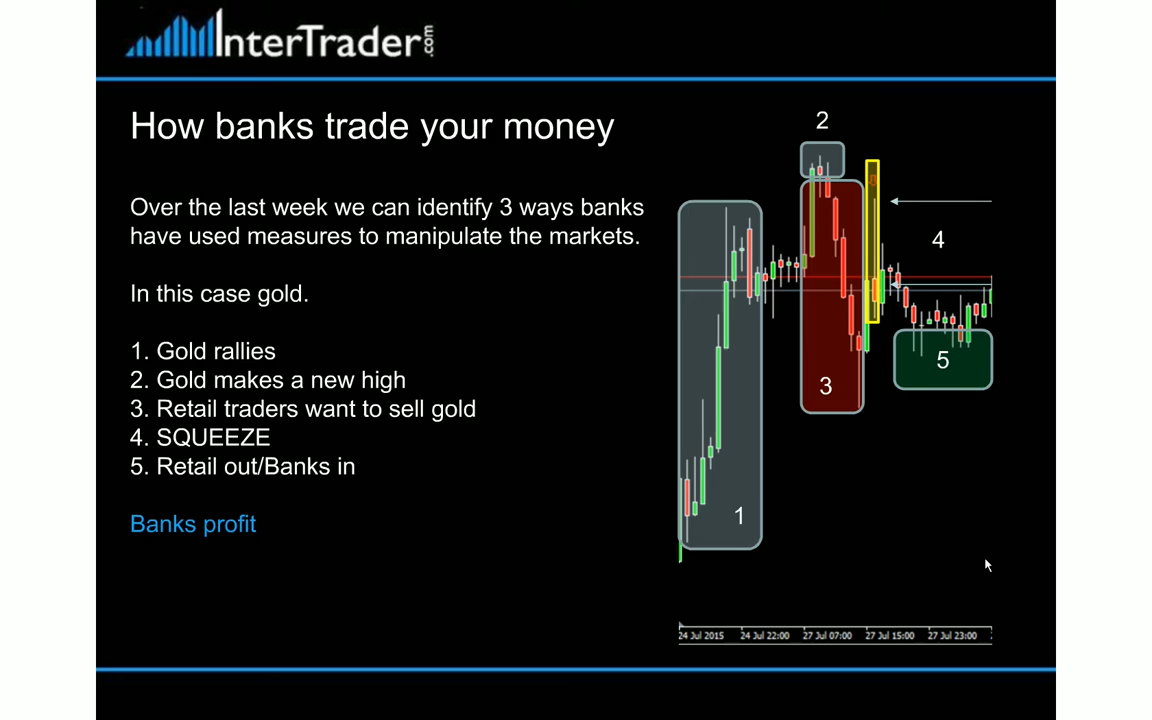 InterTrader.com
How banks trade your money
2
Over the last week we can identify 3 ways banks
have used measures to manipulate the markets.
4
In this case gold.
1. Gold rallies
5
2. Gold makes a new high
3
3. Retail traders want to sell gold
4. SQUEEZE
5. Retail out/Banks in
1
Banks profit
24 Jul 2015 24 Jul 22:00 27 Jul 07:00 27 Jul 15:00 27 Jul 23:00